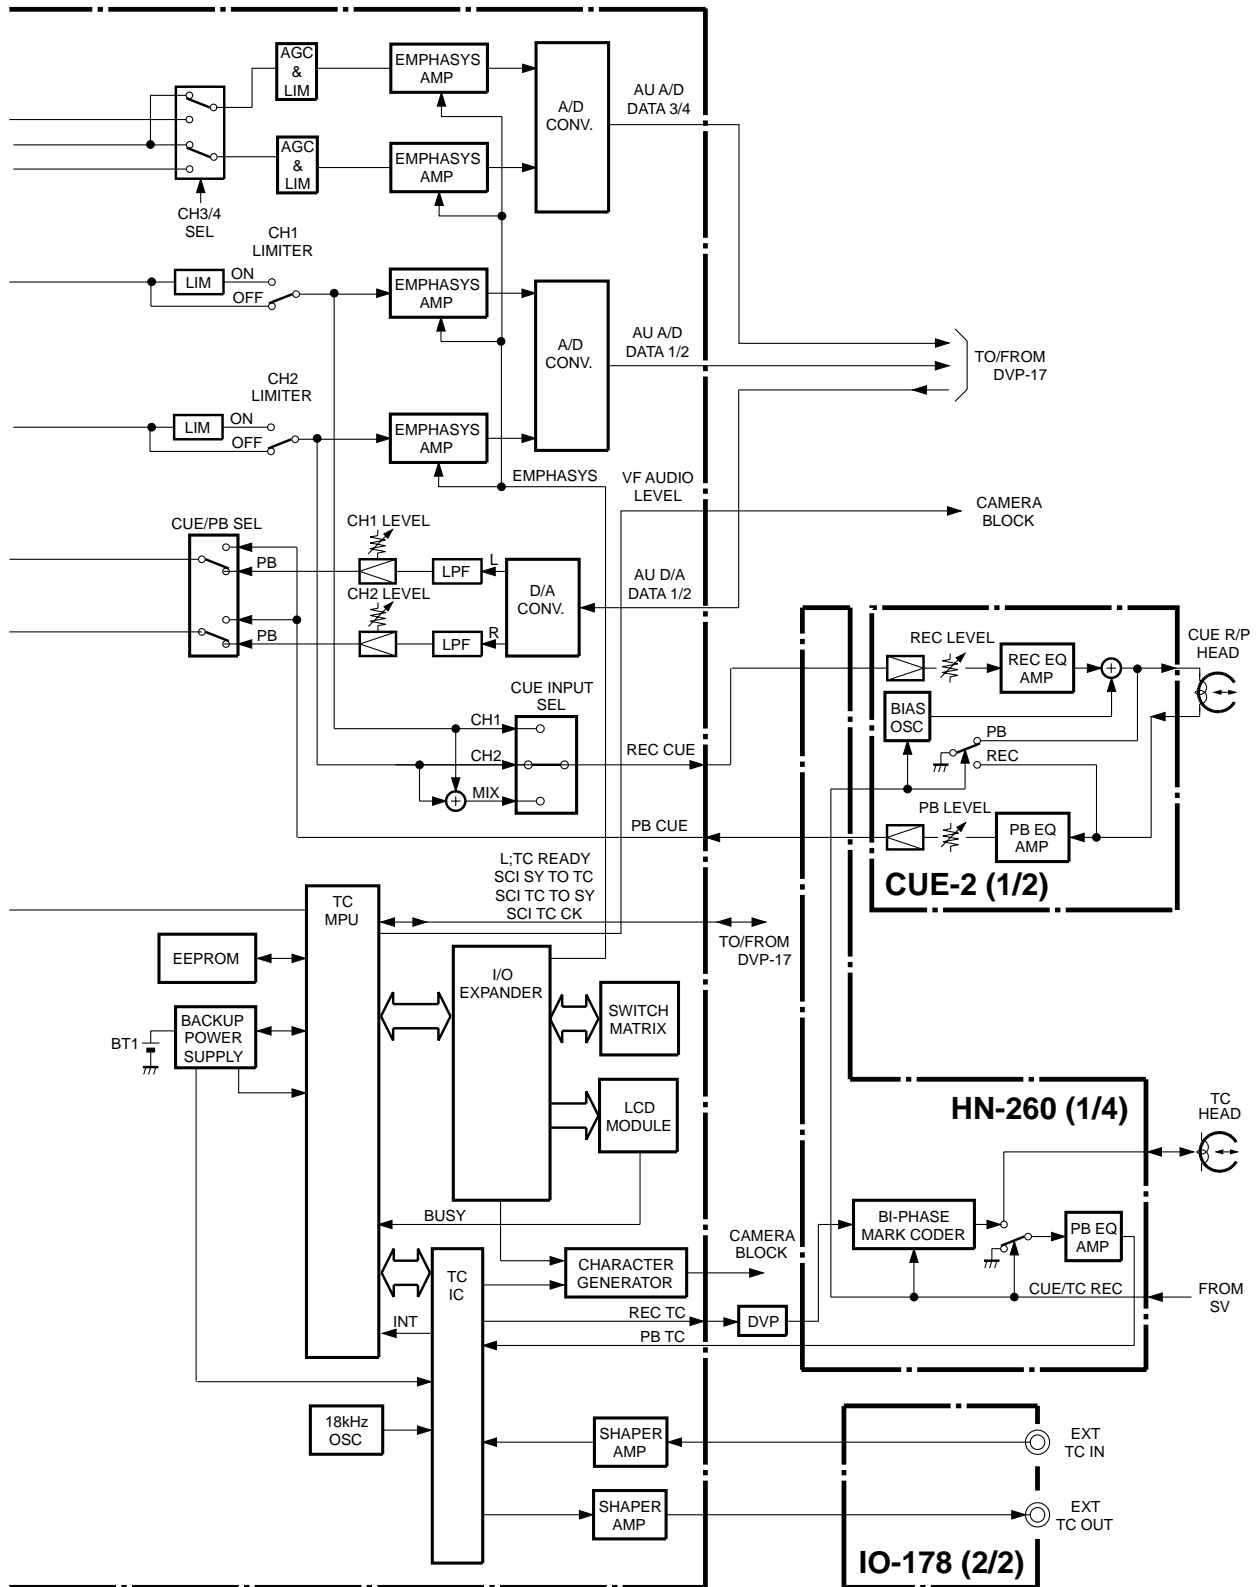 AGC
&
LIM
EMPHASYS
AMP
A/D
CONV.
AU A/D
DATA 3/4
AGC
&
LIM
EMPHASYS
AMP
CH3/4
SEL
CH1
LIMITER
LIM
ON
OFF
EMPHASYS
AMP
A/D
CONV.
AU A/D
DATA 1/2
TO/FROM
DVP-17
CH2
LIMITER
LIM
ON
OFF
EMPHASYS
AMP
EMPHASYS
VF AUDIO
LEVEL
CAMERA
BLOCK
CUE/PB SEL
CH1 LEVEL
PB
LPF
L
D/A
CONV.
AU D/A
DATA 1/2
CH2 LEVEL
PB
LPF
R
REC LEVEL
REC EQ
AMP
CUE R/P
HEAD
CUE INPUT
SEL
CH1
CH2
MIX
REC CUE
BIAS
OSC
PB
REC
PB LEVEL
PB CUE
PB EQ
AMP
CUE-2 (1/2)
L;TC READY
SCI SY TO TC
SCI TC TO SY
SCI TC CK
TC
MPU
TO/FROM
DVP-17
EEPROM
I/O
EXPANDER
BACKUP
POWER
SUPPLY
BT1
SWITCH
MATRIX
LCD
MODULE
HN-260 (1/4)
TC
HEAD
BUSY
BI-PHASE
MARK CODER
PB EQ
AMP
CAMERA
BLOCK
TC
IC
CHARACTER
GENERATOR
CUE/TC REC
FROM
SV
REC TC
DVP
INT
PB TC
18kHz
OSC
SHAPER
AMP
EXT
TC IN
SHAPER
AMP
EXT
TC OUT
IO-178 (2/2)